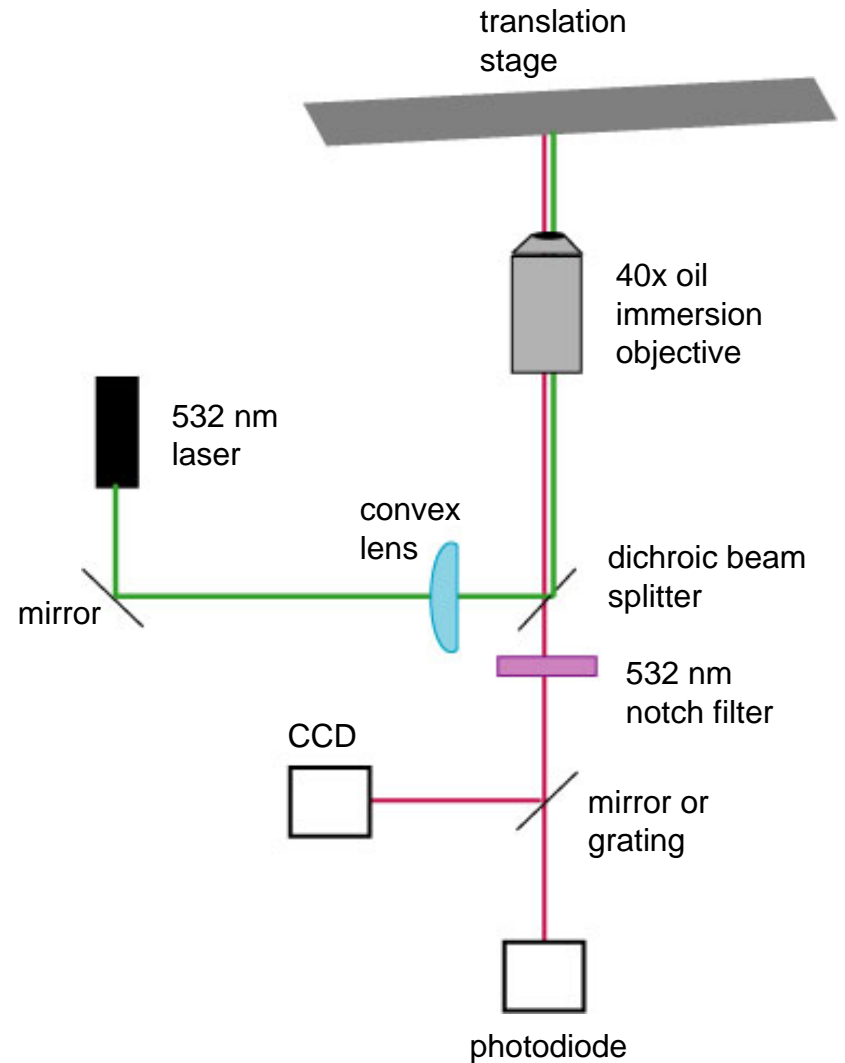 translation
stage
40x oil
immersion
objective
532 nm
laser
convex
lens
dichroic beam
splitter
mirror
532 nm
notch filter
CCD
mirror or
grating
photodiode